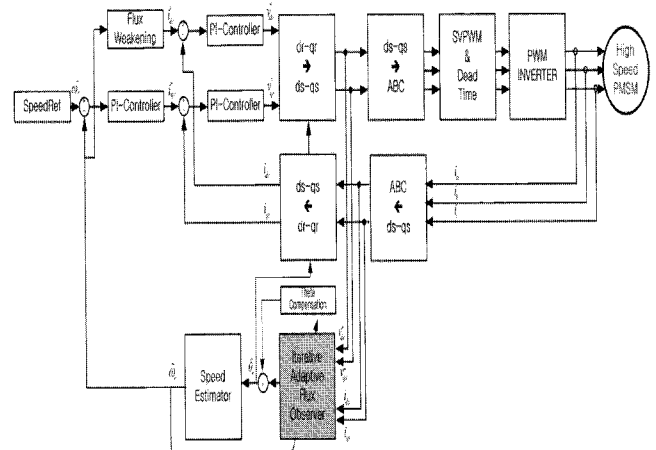 Flux
Weakening
PI-Controller
dr-qr
→
ds-qs
ds-qs
→
ABC
SVPWM
&
Dead
Time
PWM
INVERTER
High
Speed
PMSM
SpeedRef
PI-Controller
PI-Controller
ds-qs
←
dr-qr
ABC
←
ds-qs
Theta
Compensation
Speed
Estimator
Iterative
Adaptive
Flux
Observer